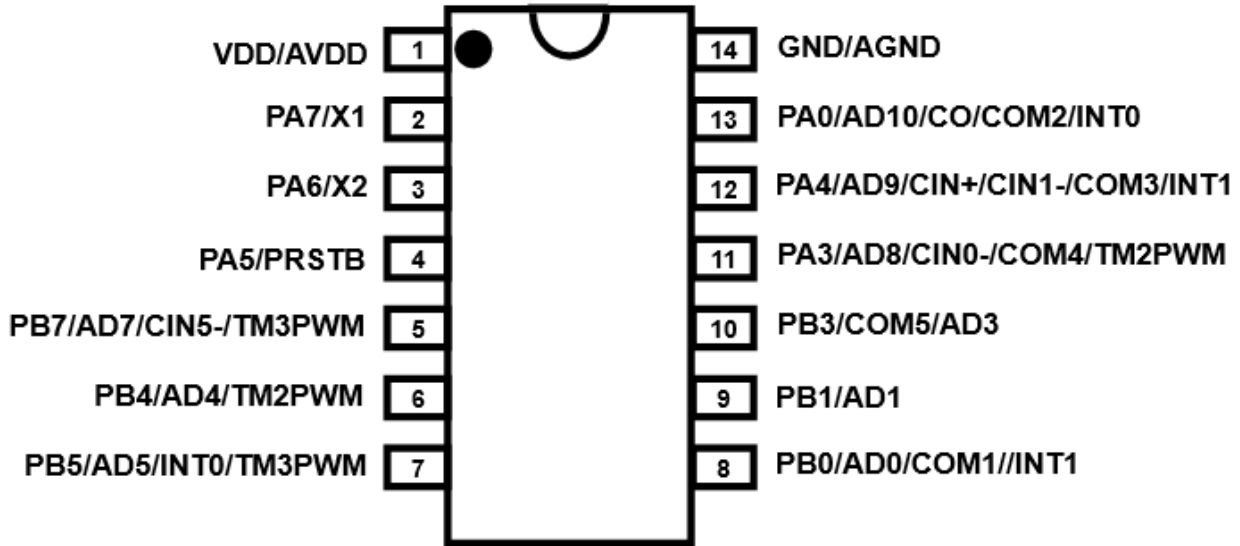 VDD/AVDD 1 14 GND/AGND
PA7/X1 2 13 PA0/AD10/CO/COM2/INT0
PA6/X2 3 12 PA4/AD9/CIN+/CIN1-/COM3/INT1
PA5/PRSTB 4 11 PA3/AD8/CIN0-/COM4/TM2PWM
PB7/AD7/CIN5-/TM3PWM 5 10 PB3/COM5/AD3
PB4/AD4/TM2PWM 6 9 PB1/AD1
PB5/AD5/INT0/TM3PWM 7 8 PB0/AD0/COM1//INT1